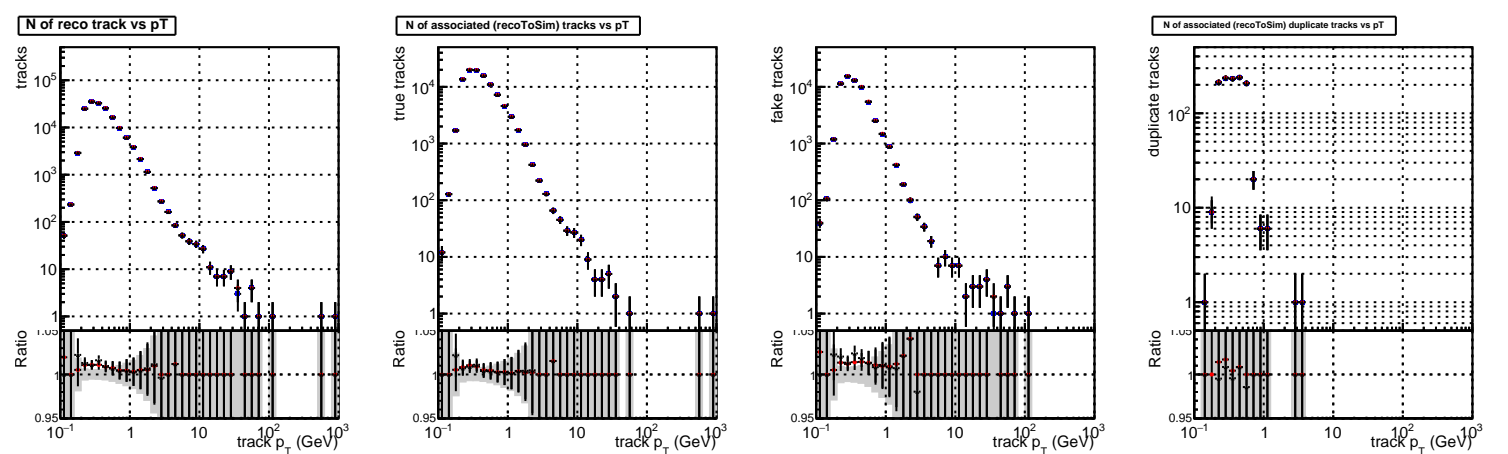 N of reco track vs pT
tracks
10^5
10^4
10^3
10^2
10
1
Ratio
1.05
1
0.95
10^-1 1 10 10^2 10^3
track p_T (GeV)
N of associated (recoToSim) tracks vs pT
true tracks
10^4
10^3
10^2
10
1
Ratio
1.05
1
0.95
10^-1 1 10 10^2 10^3
track p_T (GeV)
fake tracks
10^4
10^3
10^2
10
1
Ratio
1.05
1
0.95
10^-1 1 10 10^2 10^3
track p_T (GeV)
N of associated (recoToSim) duplicate tracks vs pT
duplicate tracks
10^2
10
1
Ratio
1.05
1
0.95
10^-1 1 10 10^2 10^3
track p_T (GeV)